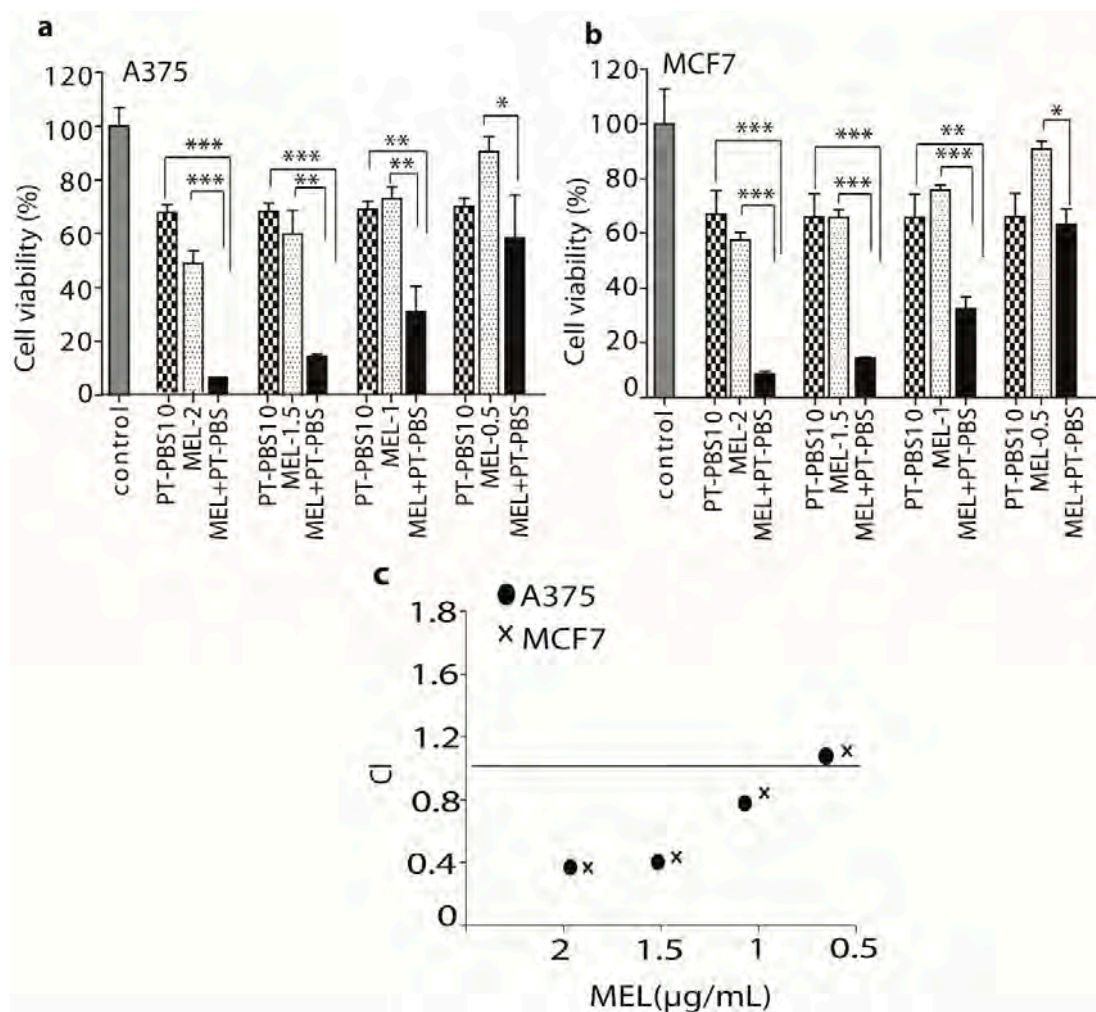 a
A375
120
100
80
60
40
20
0
Cell viability (%)
***
***
***
**
**
**
*
control
PT-PBS10
MEL-2
MEL+PT-PBS
PT-PBS10
MEL-1.5
MEL+PT-PBS
PT-PBS10
MEL-1
MEL+PT-PBS
PT-PBS10
MEL-0.5
MEL+PT-PBS
b
MCF7
120
100
80
60
40
20
0
Cell viability (%)
***
***
***
***
**
***
*
control
PT-PBS10
MEL-2
MEL+PT-PBS
PT-PBS10
MEL-1.5
MEL+PT-PBS
PT-PBS10
MEL-1
MEL+PT-PBS
PT-PBS10
MEL-0.5
MEL+PT-PBS
c
A375
MCF7
1.8
1.6
1.2
0.8
0.4
0
CI
2 1.5 1 0.5
MEL(μg/mL)